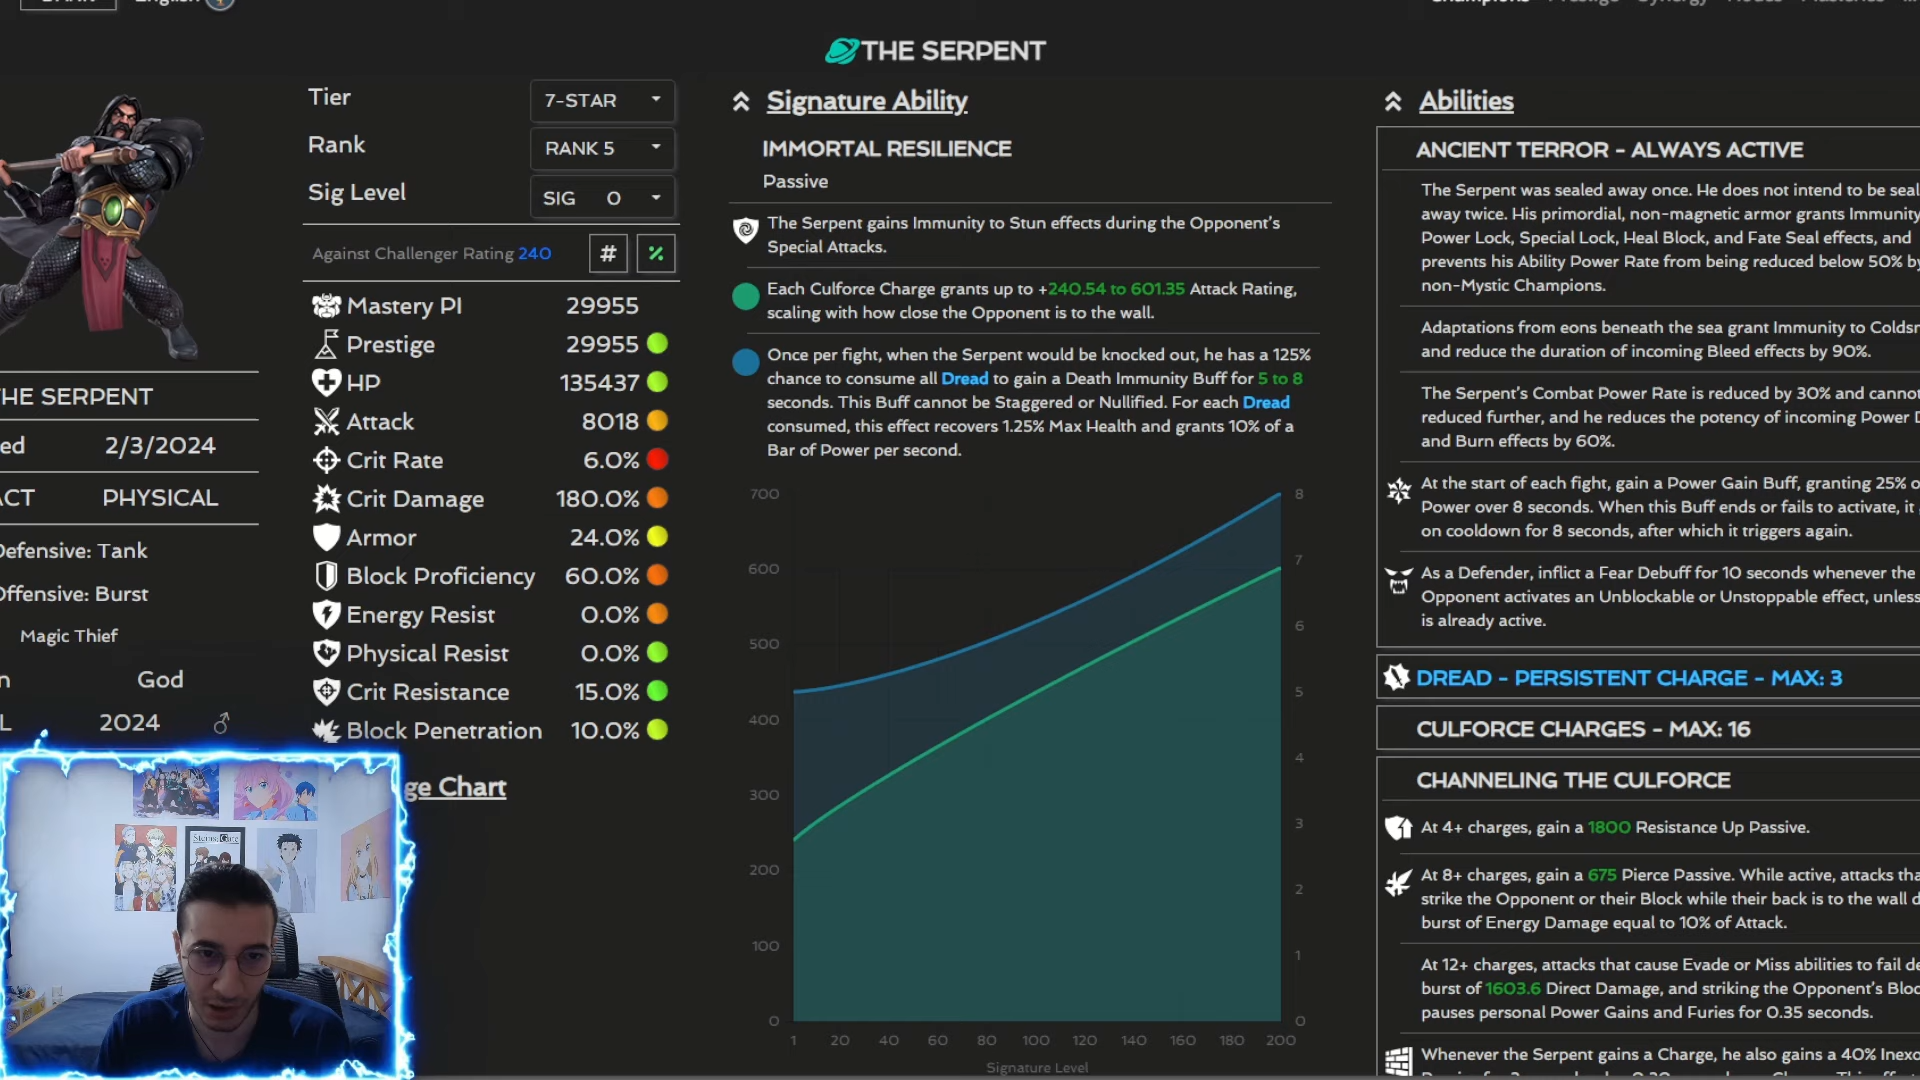 English
Champions Prestige Synergy Nodes Masteries
THE SERPENT
Tier
7-STAR
Rank
RANK 5
Sig Level
SIG 0
Against Challenger Rating 240
#
%
Mastery PI 29955
Prestige 29955
HP 135437
Attack 8018
Crit Rate 6.0%
Crit Damage 180.0%
Armor 24.0%
Block Proficiency 60.0%
Energy Resist 0.0%
Physical Resist 0.0%
Crit Resistance 15.0%
Block Penetration 10.0%
ge Chart
HE SERPENT
ed 2/3/2024
ACT PHYSICAL
Defensive: Tank
Offensive: Burst
Magic Thief
n God
L 2024 ♂
Signature Ability
IMMORTAL RESILIENCE
Passive
The Serpent gains Immunity to Stun effects during the Opponent's
Special Attacks.
Each Culforce Charge grants up to +240.54 to 601.35 Attack Rating,
scaling with how close the Opponent is to the wall.
Once per fight, when the Serpent would be knocked out, he has a 125%
chance to consume all Dread to gain a Death Immunity Buff for 5 to 8
seconds. This Buff cannot be Staggered or Nullified. For each Dread
consumed, this effect recovers 1.25% Max Health and grants 10% of a
Bar of Power per second.
700
600
500
400
300
200
100
0
8
7
6
5
4
3
2
1
0
1 20 40 60 80 100 120 140 160 180 200
Signature Level
Abilities
ANCIENT TERROR - ALWAYS ACTIVE
The Serpent was sealed away once. He does not intend to be seal
away twice. His primordial, non-magnetic armor grants Immunity
Power Lock, Special Lock, Heal Block, and Fate Seal effects, and
prevents his Ability Power Rate from being reduced below 50% by
non-Mystic Champions.
Adaptations from eons beneath the sea grant Immunity to Coldsn
and reduce the duration of incoming Bleed effects by 90%.
The Serpent's Combat Power Rate is reduced by 30% and cannot
reduced further, and he reduces the potency of incoming Power D
and Burn effects by 60%.
At the start of each fight, gain a Power Gain Buff, granting 25% o
Power over 8 seconds. When this Buff ends or fails to activate, it
on cooldown for 8 seconds, after which it triggers again.
As a Defender, inflict a Fear Debuff for 10 seconds whenever the
Opponent activates an Unblockable or Unstoppable effect, unless
is already active.
DREAD - PERSISTENT CHARGE - MAX: 3
CULFORCE CHARGES - MAX: 16
CHANNELING THE CULFORCE
At 4+ charges, gain a 1800 Resistance Up Passive.
At 8+ charges, gain a 675 Pierce Passive. While active, attacks tha
strike the Opponent or their Block while their back is to the wall d
burst of Energy Damage equal to 10% of Attack.
At 12+ charges, attacks that cause Evade or Miss abilities to fail de
burst of 1603.6 Direct Damage, and striking the Opponent's Bloc
pauses personal Power Gains and Furies for 0.35 seconds.
Whenever the Serpent gains a Charge, he also gains a 40% Inexo